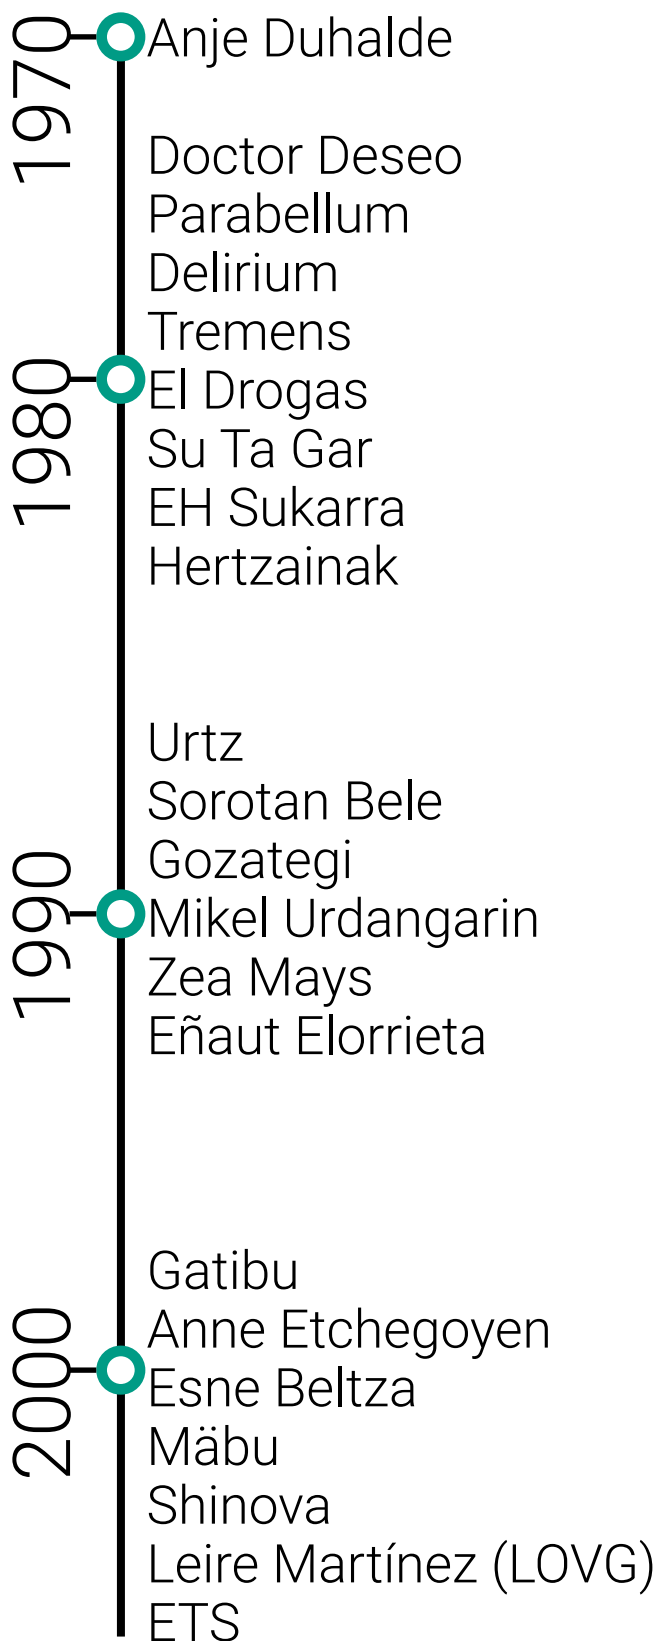 1970
Anje Duhalde
Doctor Deseo
Parabellum
Delirium
Tremens
1980
El Drogas
Su Ta Gar
EH Sukarra
Hertzainak
Urtz
Sorotan Bele
Gozategi
1990
Mikel Urdangarin
Zea Mays
Eñaut Elorrieta
Gatibu
Anne Etchegoyen
2000
Esne Beltza
Mäbu
Shinova
Leire Martínez (LOVG)
ETS